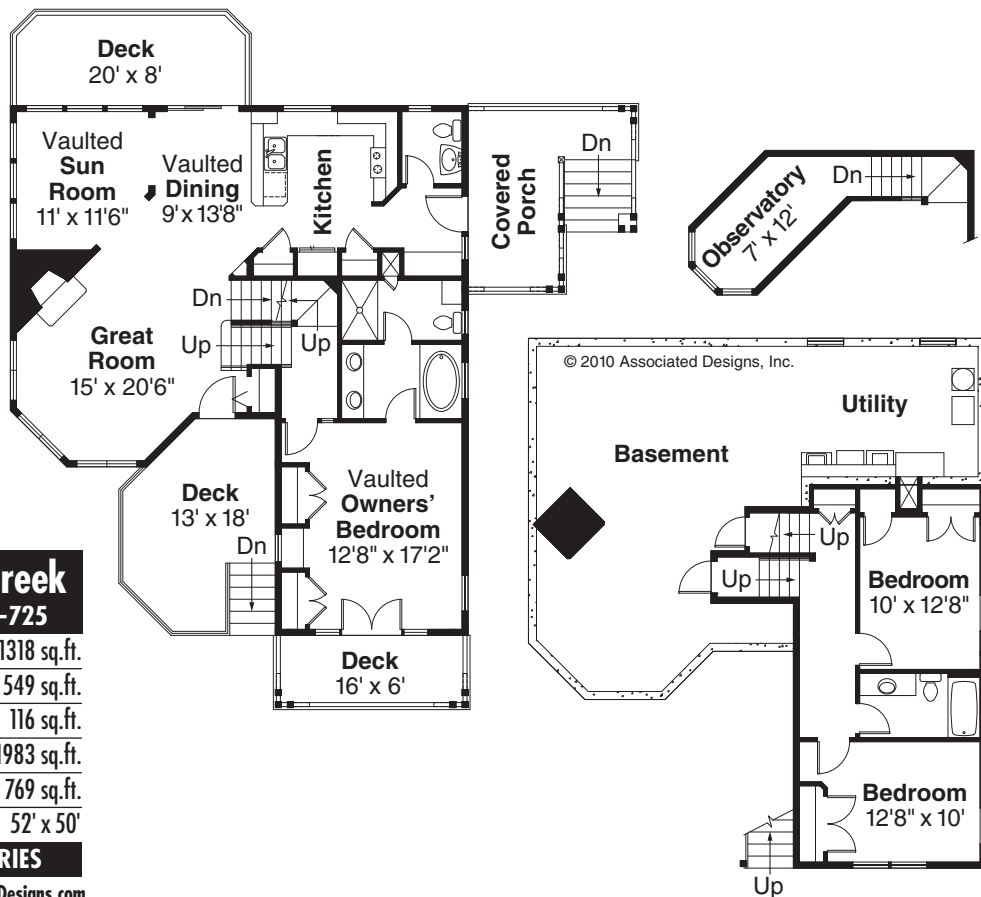 Deck
20' x 8'
Vaulted
Sun
Room
11' x 11'6"
Vaulted
Dining
9' x 13'8"
Kitchen
Covered
Porch
Dn
Dn
Observatory
7' x 12'
Dn
Up
Up
Great
Room
15' x 20'6"
Deck
13' x 18'
Dn
Vaulted
Owners'
Bedroom
12'8" x 17'2"
Deck
16' x 6'
© 2010 Associated Designs, Inc.
Utility
Basement
Up
Up
Bedroom
10' x 12'8"
Bedroom
12'8" x 10'
Up
reek
-725
1318 sq.ft.
549 sq.ft.
116 sq.ft.
1983 sq.ft.
769 sq.ft.
52' x 50'
RIES
Designs.com